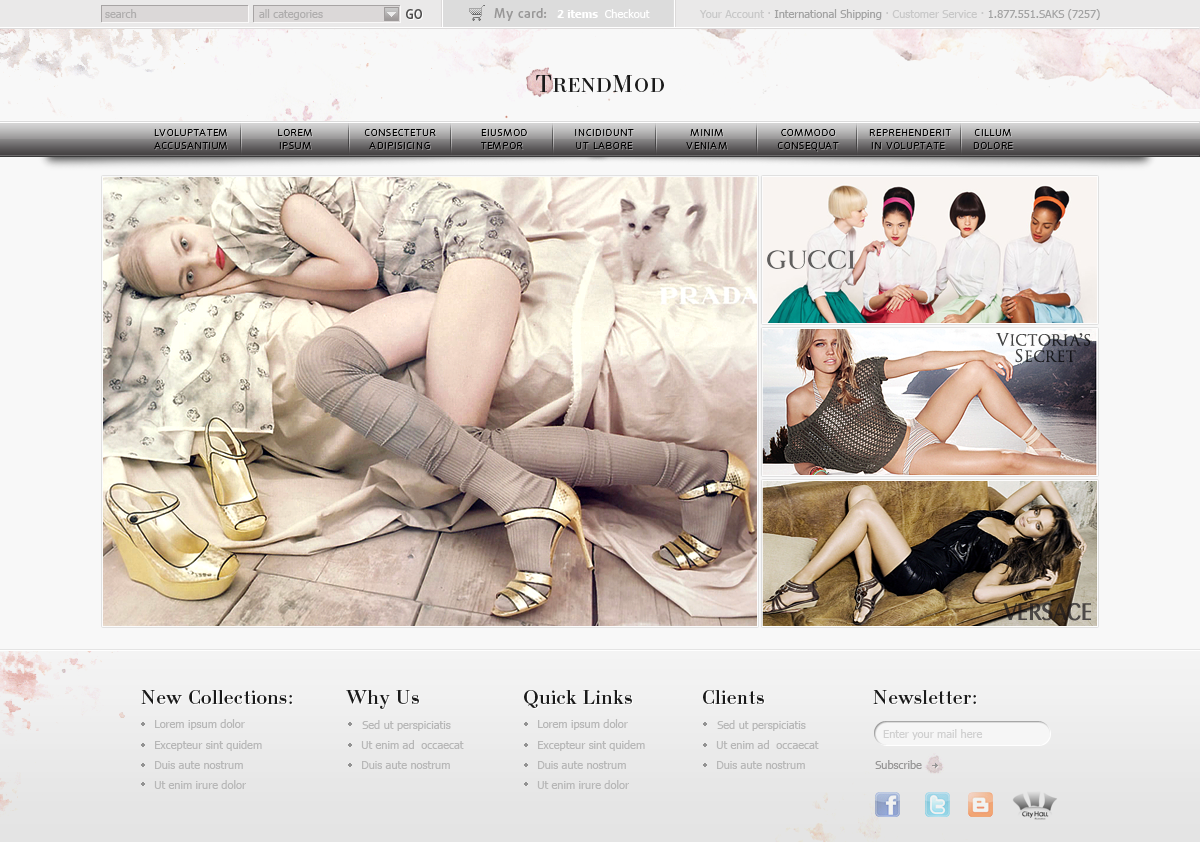 search
all categories
GO
My card: 2 items Checkout
Your Account · International Shipping · Customer Service · 1.877.551.SAKS (7257)
TRENDMOD
LVOLUPTATEM
ACCUSANTIUM
LOREM
IPSUM
CONSECTETUR
ADIPISICING
EIUSMOD
TEMPOR
INCIDIDUNT
UT LABORE
MINIM
VENIAM
COMMODO
CONSEQUAT
REPREHENDERIT
IN VOLUPTATE
CILLUM
DOLORE
PRADA
GUCCI
VICTORIA'S
SECRET
VERSACE
New Collections:
Lorem ipsum dolor
Excepteur sint quidem
Duis aute nostrum
Ut enim irure dolor
Why Us
Sed ut perspiciatis
Ut enim ad occaecat
Duis aute nostrum
Quick Links
Lorem ipsum dolor
Excepteur sint quidem
Duis aute nostrum
Ut enim irure dolor
Clients
Sed ut perspiciatis
Ut enim ad occaecat
Duis aute nostrum
Newsletter:
Enter your mail here
Subscribe
City Hall